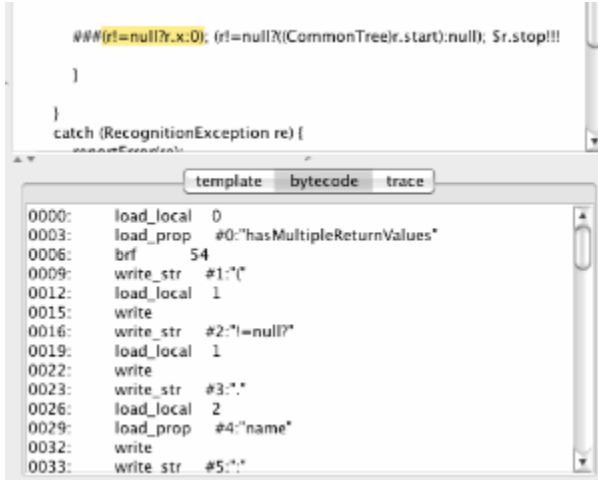 ###(r!=null?r.x:0); (r!=null?((CommonTree)r.start):null); $r.stop!!!
}
}
catch (RecognitionException re) {
reportError(re);
template bytecode trace
0000: load_local 0
0003: load_prop #0:"hasMultipleReturnValues"
0006: brf 54
0009: write_str #1:"("
0012: load_local 1
0015: write
0016: write_str #2:"!=null?"
0019: load_local 1
0022: write
0023: write_str #3:"."
0026: load_local 2
0029: load_prop #4:"name"
0032: write
0033: write_str #5:":"